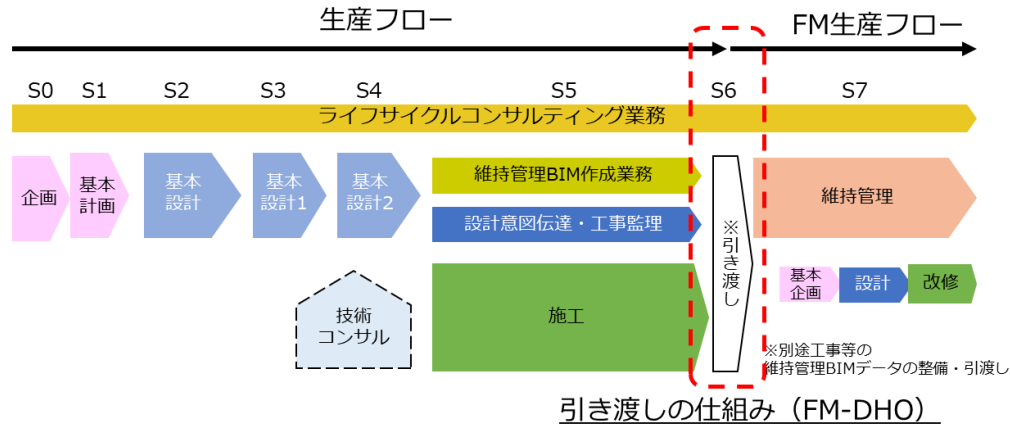 生産フロー
FM生産フロー
S0
S1
S2
S3
S4
S5
S6
S7
ライフサイクルコンサルティング業務
企画
基本
計画
基本
設計
基本
設計1
基本
設計2
維持管理BIM作成業務
設計意図伝達・工事監理
※引き渡し
維持管理
技術
コンサル
施工
基本
企画
設計
改修
※別途工事等の
維持管理BIMデータの整備・引渡し
引き渡しの仕組み（FM-DHO）